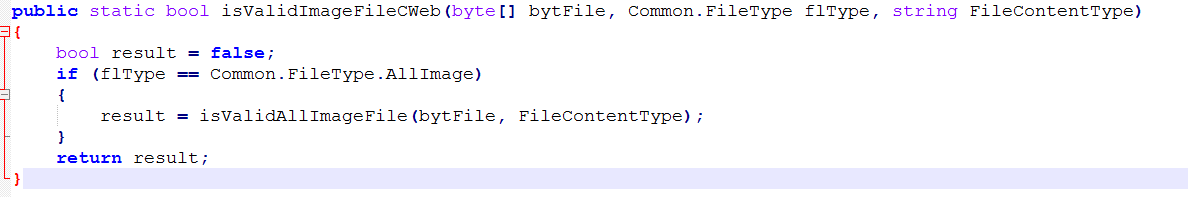 public static bool isValidImageFileCWeb(byte[] bytFile, Common.FileType flType, string FileContentType)
{
    bool result = false;
    if (flType == Common.FileType.AllImage)
    {
        result = isValidAllImageFile(bytFile, FileContentType);
    }
    return result;
}